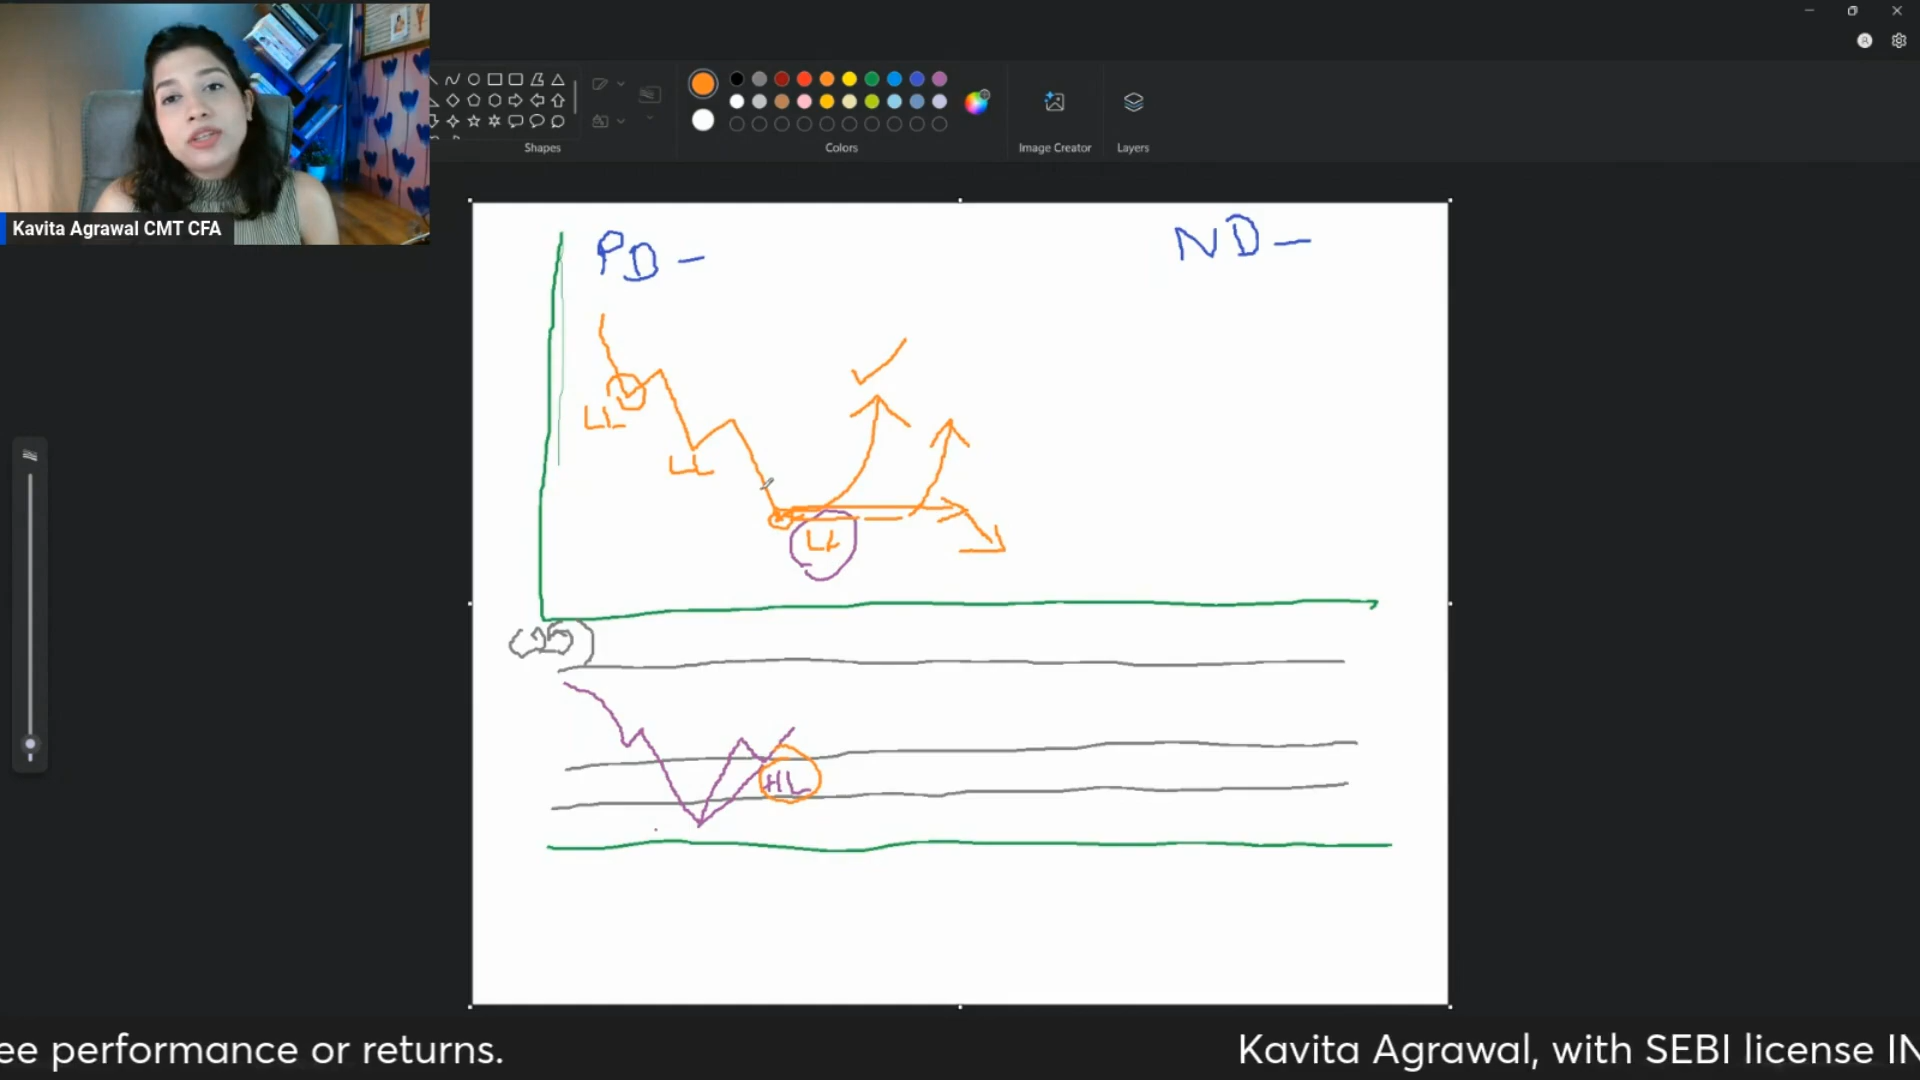 Shapes
Colors
Image Creator
Layers
Kavita Agrawal CMT CFA
PD -
ND -
LL
LL
LL
HL
ee performance or returns.
Kavita Agrawal, with SEBI license IN